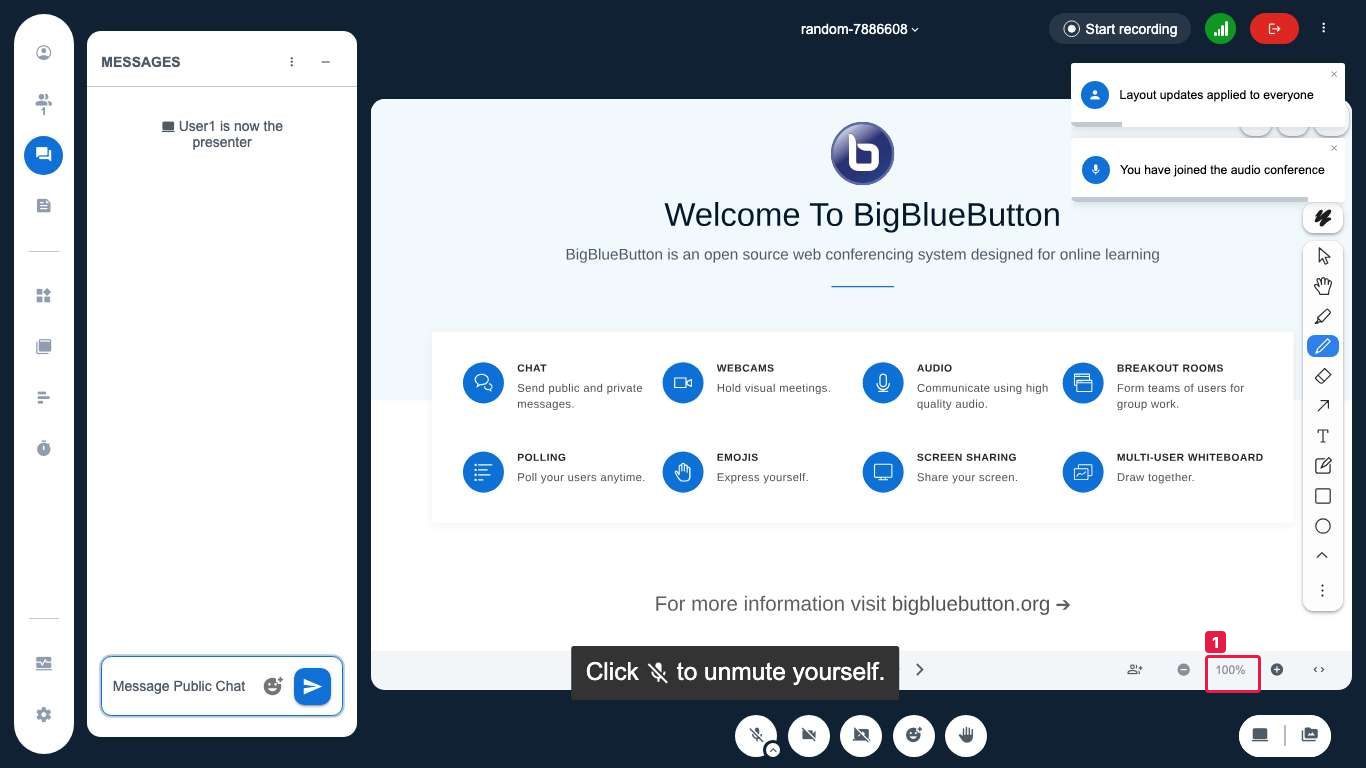 random-7886608
Start recording
MESSAGES
1
User1 is now the
presenter
Layout updates applied to everyone
You have joined the audio conference
Welcome To BigBlueButton
BigBlueButton is an open source web conferencing system designed for online learning
CHAT
Send public and private
messages.
WEBCAMS
Hold visual meetings.
AUDIO
Communicate using high
quality audio.
BREAKOUT ROOMS
Form teams of users for
group work.
POLLING
Poll your users anytime.
EMOJIS
Express yourself.
SCREEN SHARING
Share your screen.
MULTI-USER WHITEBOARD
Draw together.
For more information visit bigbluebutton.org ➔
1
100%
Click to unmute yourself.
Message Public Chat